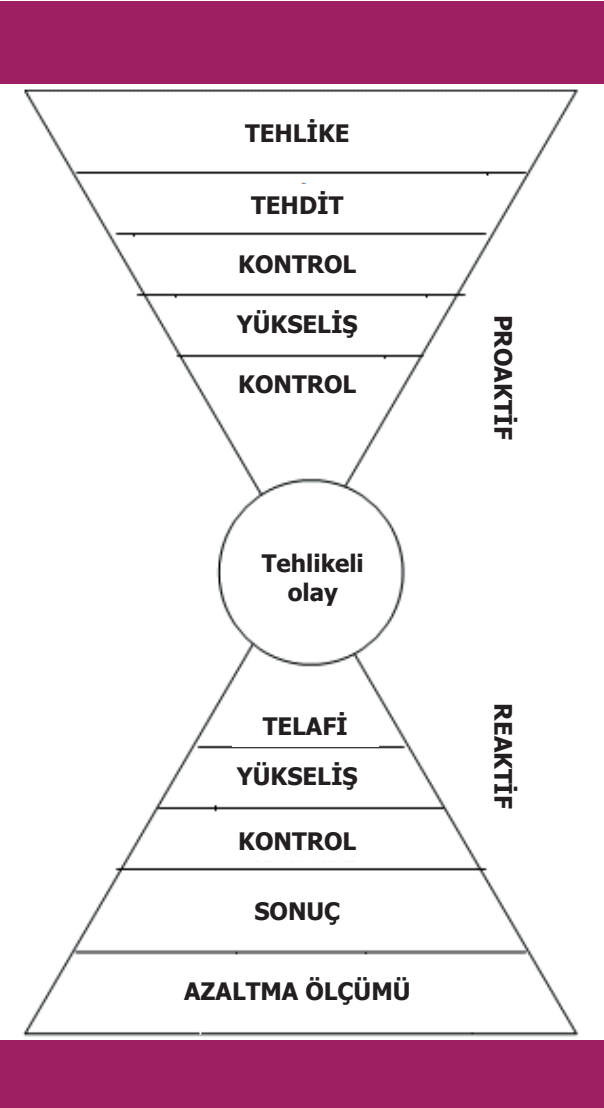 TEHLİKE
TEHDİT
KONTROL
YÜKSELİŞ
KONTROL
PROAKTİF
Tehlikeli
olay
TELAFİ
YÜKSELİŞ
REAKTİF
KONTROL
SONUÇ
AZALTMA ÖLÇÜMÜ